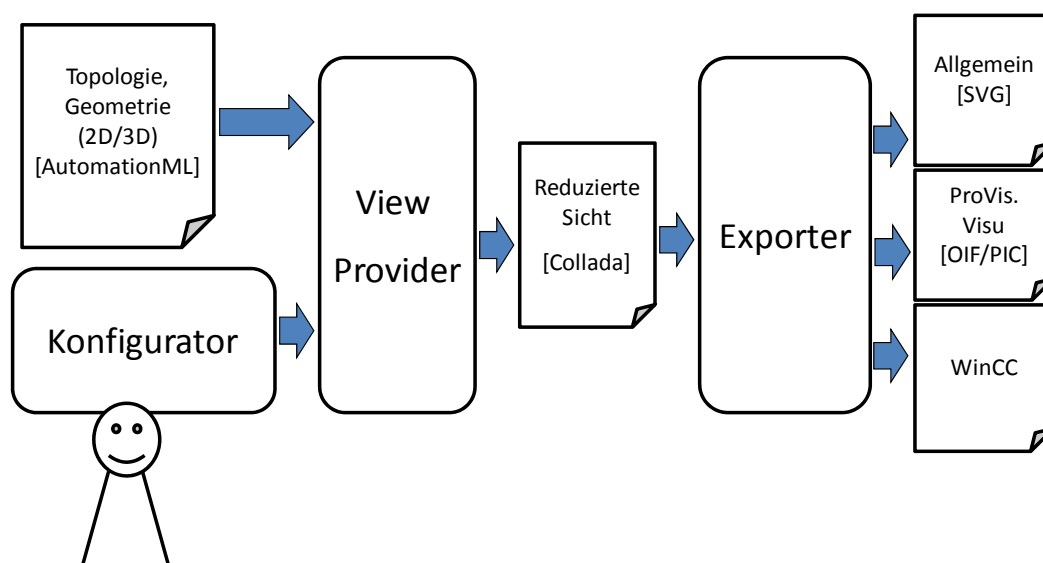 Topologie,
Geometrie
(2D/3D)
[AutomationML]
Konfigurator
View
Provider
Reduzierte
Sicht
[Collada]
Exporter
Allgemein
[SVG]
ProVis.
Visu
[OIF/PIC]
WinCC